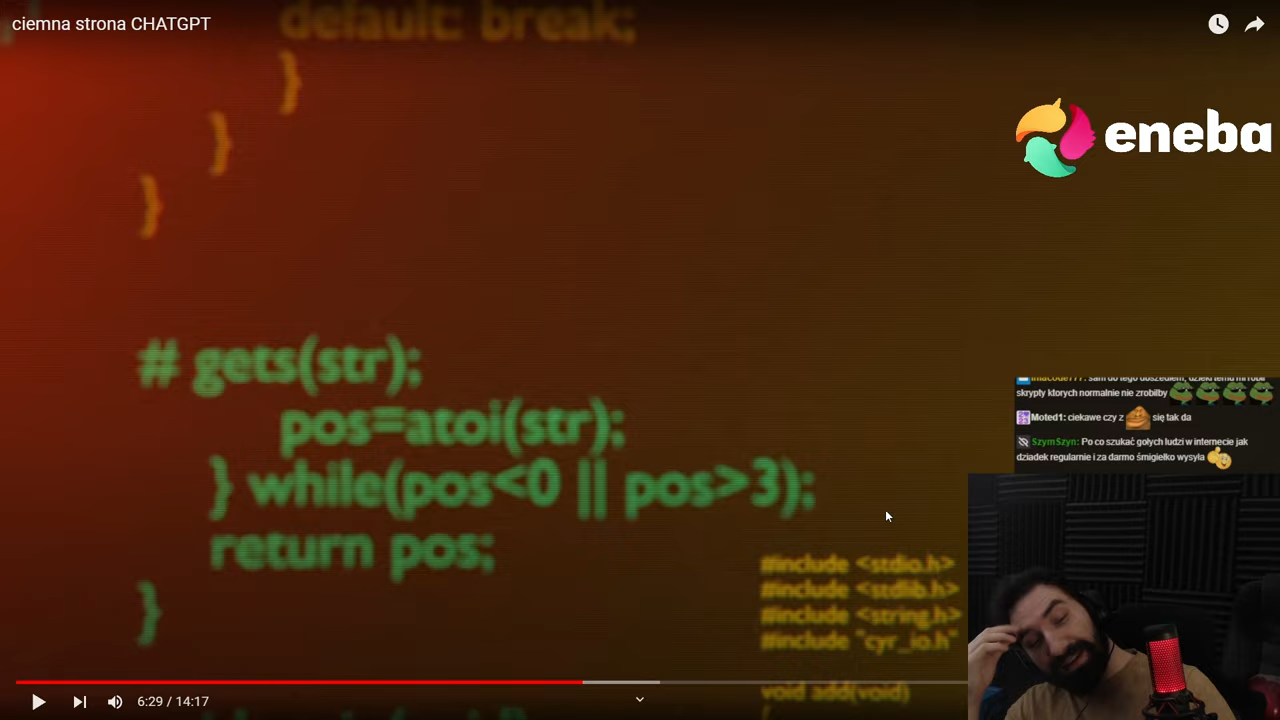 ciemna strona CHATGPT
default: break;
}
}
}
eneba
# gets(str);
pos=atoi(str);
} while(pos<0 || pos>3);
return pos;
}
skrypty ktorych normalnie nie zrobilby
Moted1: ciekawe czy z się tak da
SzymSzyn: Po co szukać gołych ludzi w internecie jak
dziadek regularnie i za darmo śmigiełko wysyła
#include <stdio.h>
#include <stdlib.h>
#include <string.h>
#include "cyr_io.h"
void add(void)
6:29 / 14:17